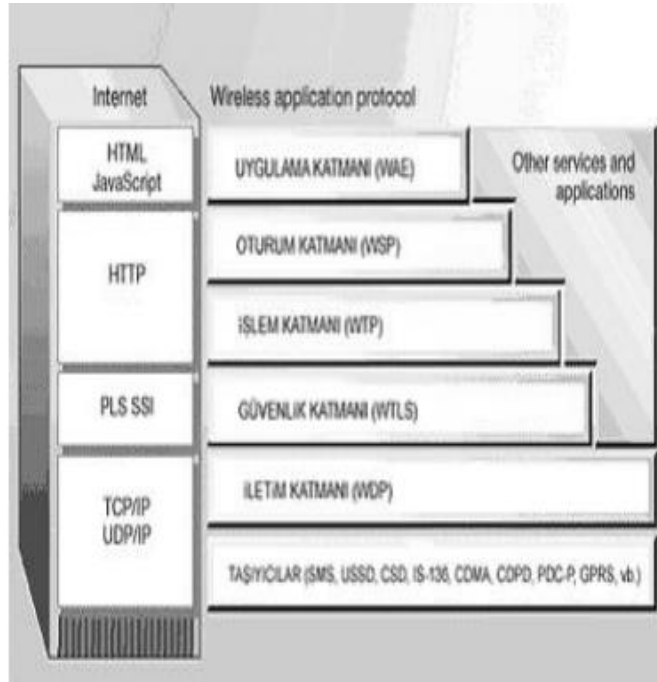 Internet
Wireless application protocol
HTML
JavaScript
UYGULAMA KATMANI (WAE)
Other services and
applications
HTTP
OTURUM KATMANI (WSP)
İŞLEM KATMANI (WTP)
PLS SSI
GÜVENLİK KATMANI (WTLS)
TCP/IP
UDP/IP
İLETİM KATMANI (WDP)
TAŞIYICILAR (SMS, USSD, CSD, IS-136, CDMA, COPD, PDC-P, GPRS, vb.)